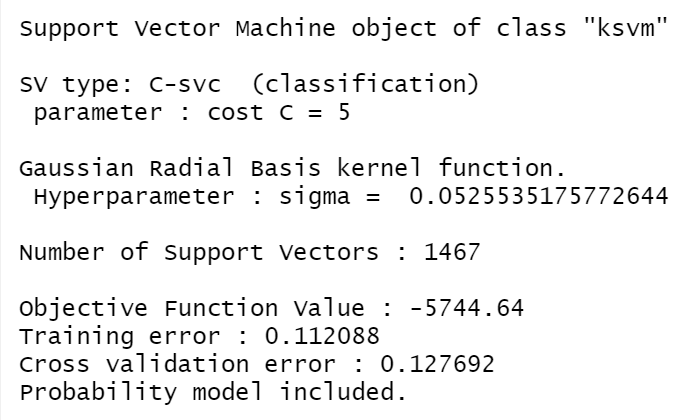 Support Vector Machine object of class "ksvm"
SV type: C-svc  (classification)
 parameter : cost C = 5
Gaussian Radial Basis kernel function.
 Hyperparameter : sigma =  0.0525535175772644
Number of Support Vectors : 1467
Objective Function Value : -5744.64
Training error : 0.112088
Cross validation error : 0.127692
Probability model included.